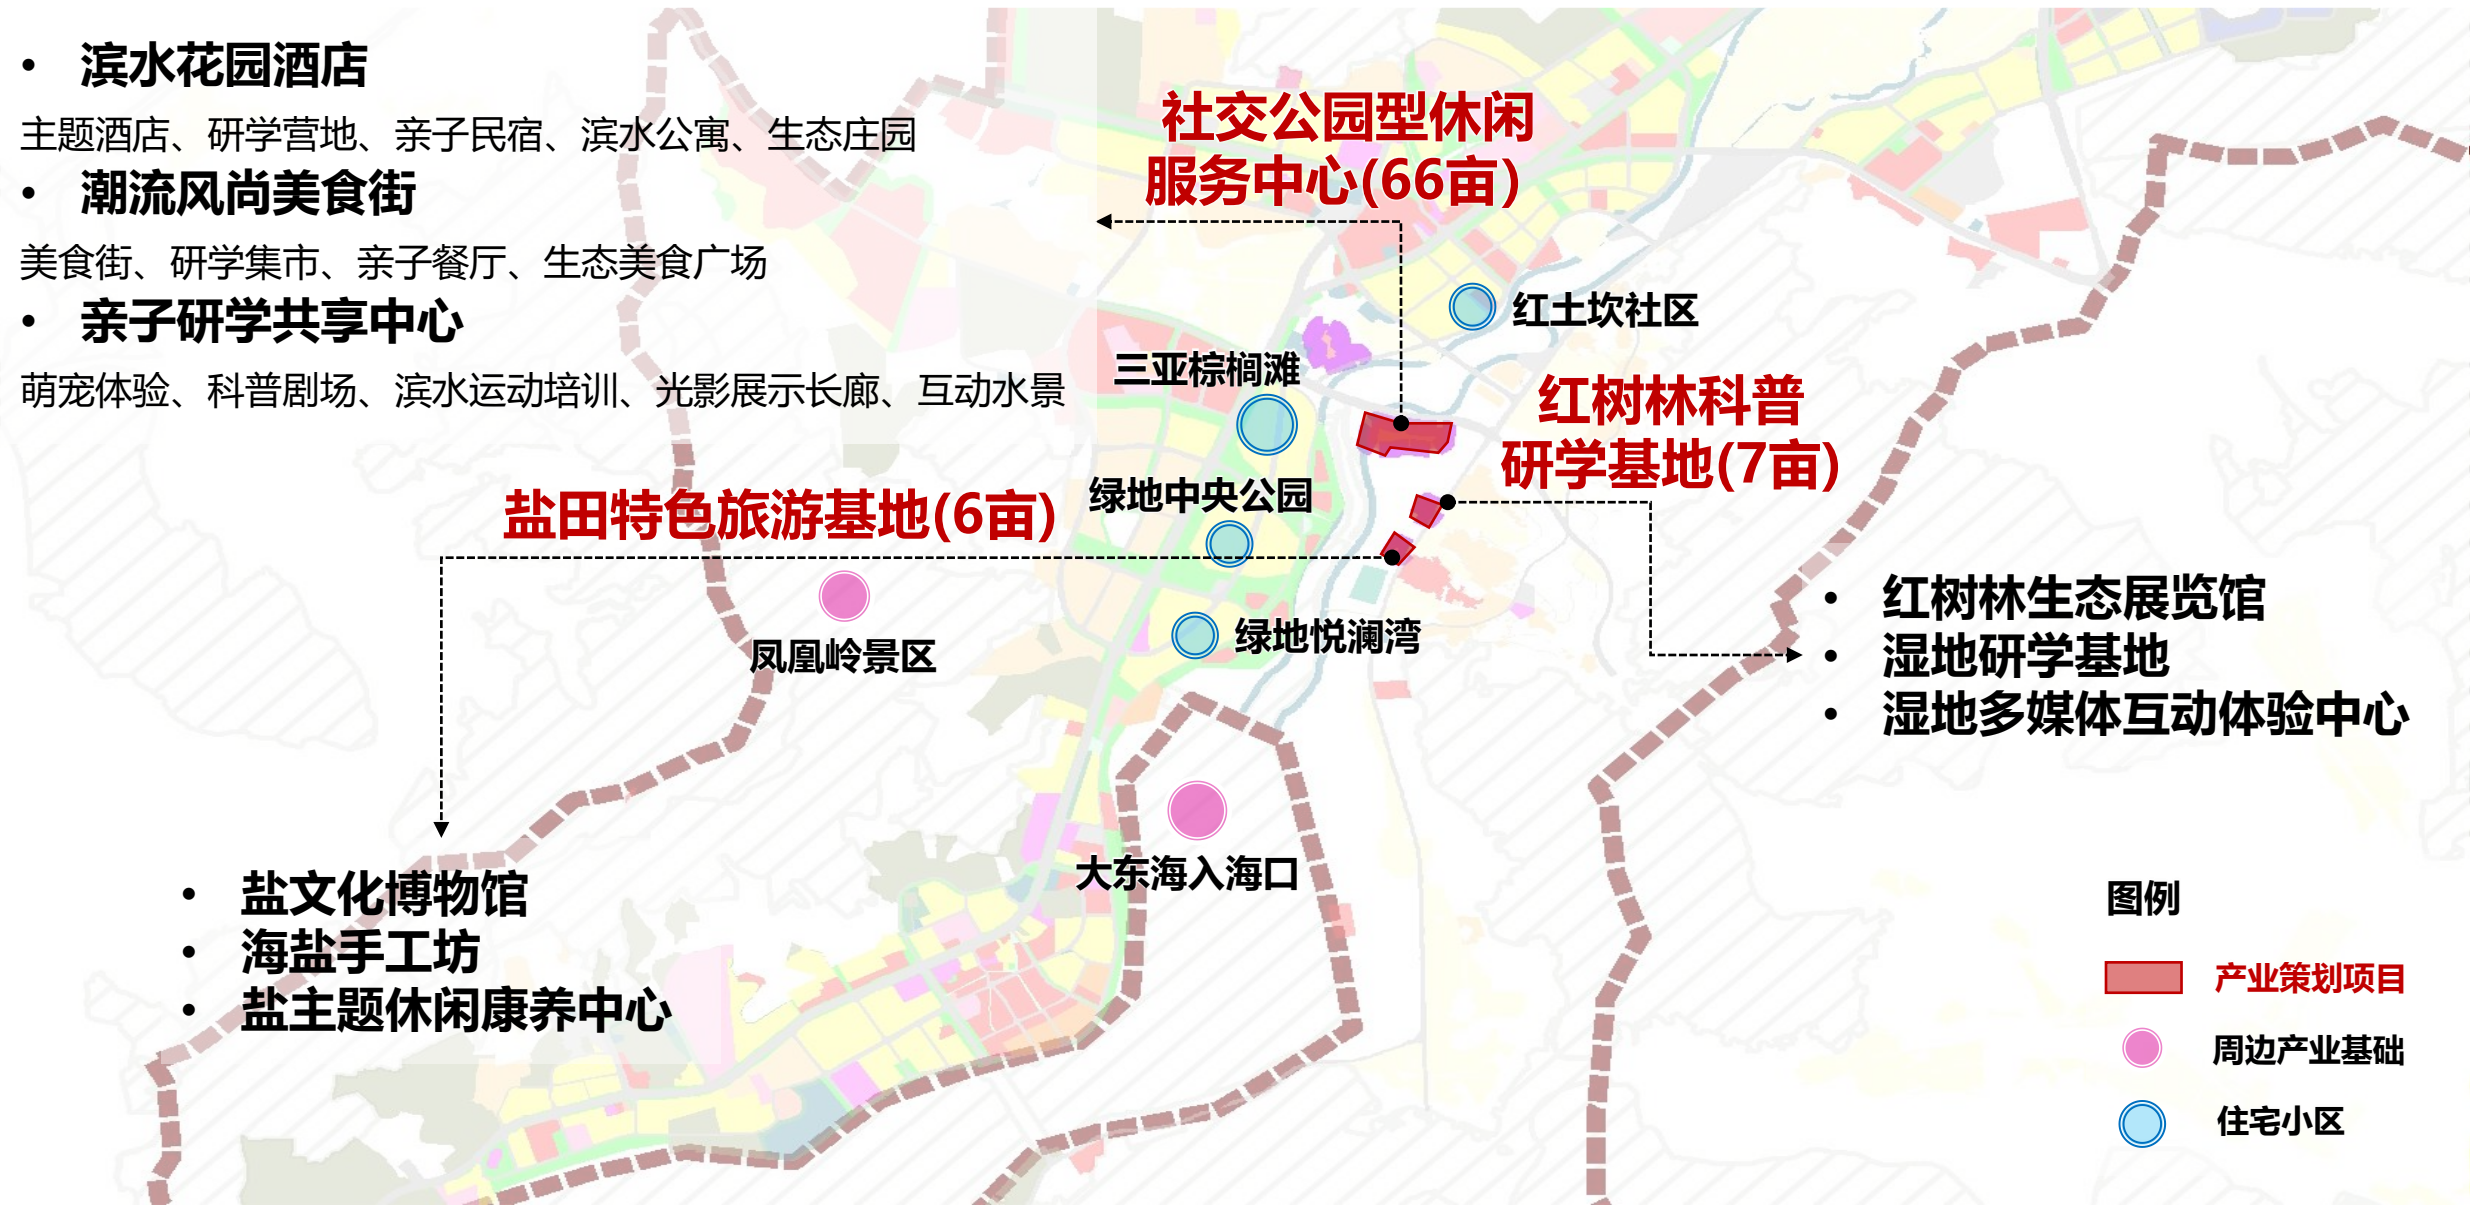 • 滨水花园酒店
主题酒店、研学营地、亲子民宿、滨水公寓、生态庄园
• 潮流风尚美食街
美食街、研学集市、亲子餐厅、生态美食广场
• 亲子研学共享中心
萌宠体验、科普剧场、滨水运动培训、光影展示长廊、互动水景
社交公园型休闲
服务中心(66亩)
红土坎社区
三亚棕榈滩
红树林科普
研学基地(7亩)
绿地中央公园
盐田特色旅游基地(6亩)
凤凰岭景区
绿地悦澜湾
• 红树林生态展览馆
• 湿地研学基地
• 湿地多媒体互动体验中心
大东海入海口
• 盐文化博物馆
• 海盐手工坊
• 盐主题休闲康养中心
图例
产业策划项目
周边产业基础
住宅小区